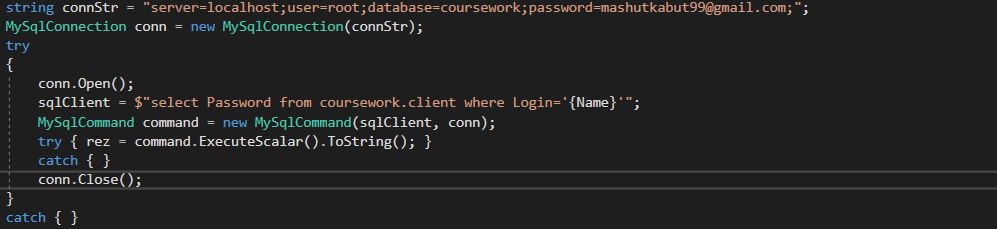 string connStr = "server=localhost;user=root;database=coursework;password=mashutkabut99@gmail.com;";
MySqlConnection conn = new MySqlConnection(connStr);
try
{
conn.Open();
sqlClient = $"select Password from coursework.client where Login='{Name}'";
MySqlCommand command = new MySqlCommand(sqlClient, conn);
try { rez = command.ExecuteScalar().ToString(); }
catch { }
conn.Close();
}
catch { }